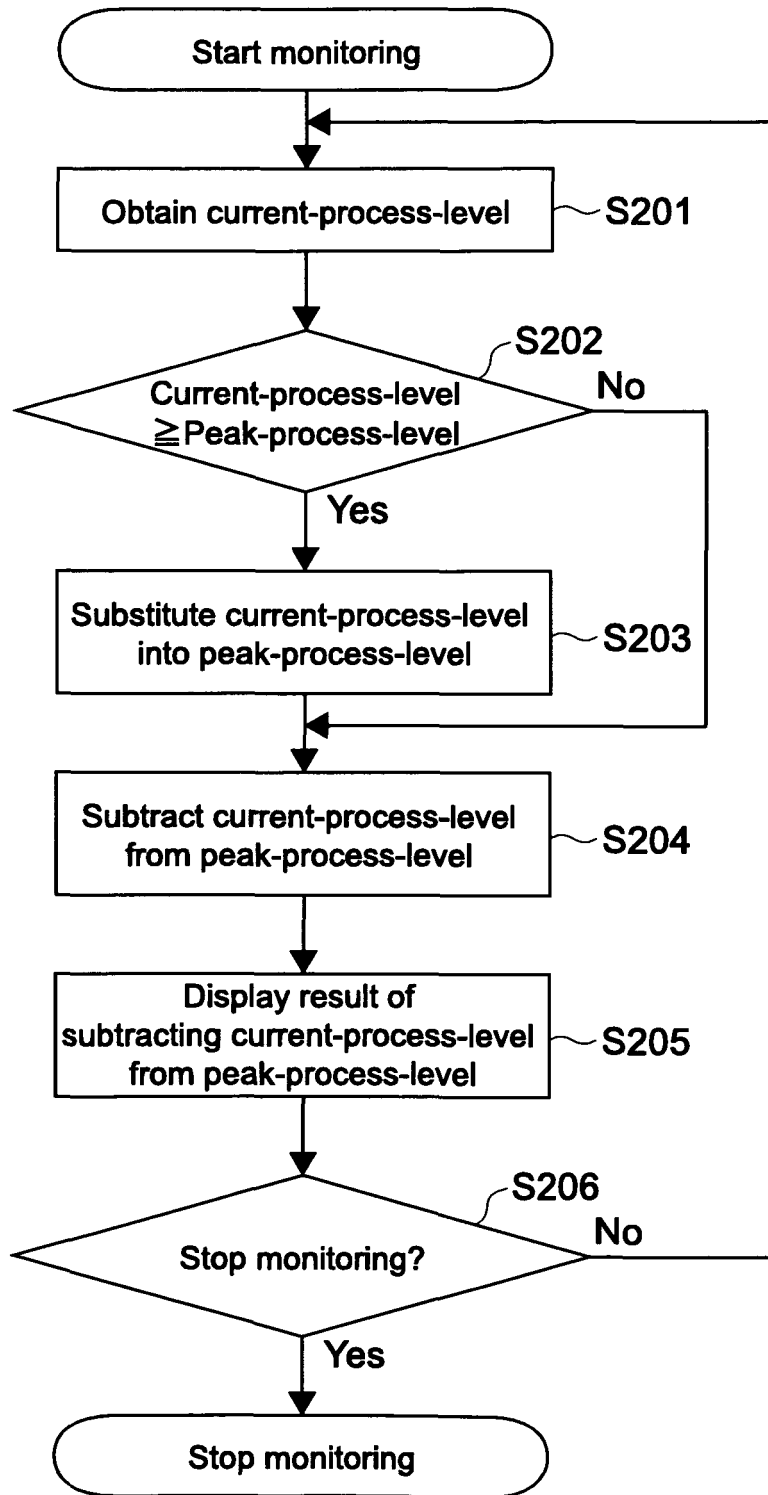 Start monitoring
Obtain current-process-level
S201
S202
Current-process-level
≧Peak-process-level
No
Yes
Substitute current-process-level
into peak-process-level
S203
Subtract current-process-level
from peak-process-level
S204
Display result of
subtracting current-process-level
from peak-process-level
S205
S206
Stop monitoring?
No
Yes
Stop monitoring